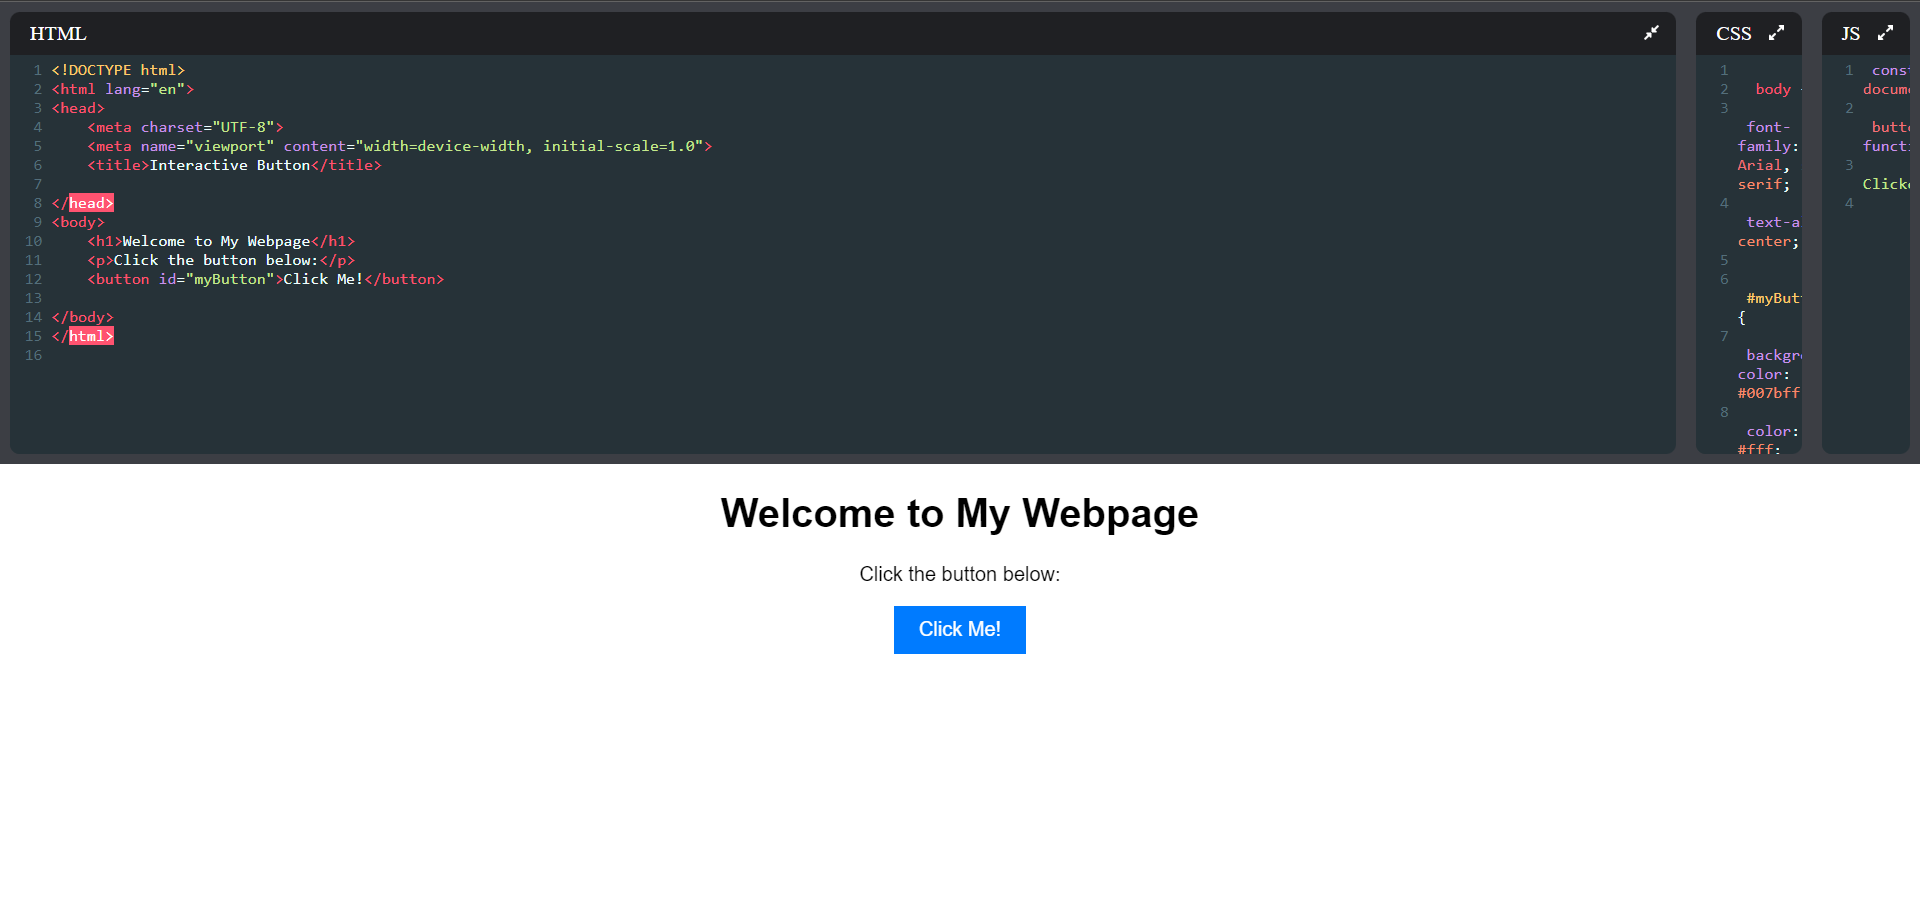 HTML
1 <!DOCTYPE html>
2 <html lang="en">
3 <head>
4 <meta charset="UTF-8">
5 <meta name="viewport" content="width=device-width, initial-scale=1.0">
6 <title>Interactive Button</title>
7
8 </head>
9 <body>
10 <h1>Welcome to My Webpage</h1>
11 <p>Click the button below:</p>
12 <button id="myButton">Click Me!</button>
13
14 </body>
15 </html>
16
CSS
1
2 body
3
font-
family:
Arial,
serif;
4
text-a
center;
5
6
#myBut
{
7
backgr
color:
#007bff
8
color:
#fff;
JS
1 cons
docum
2
butt
funct
3
Click
4
Welcome to My Webpage
Click the button below:
Click Me!